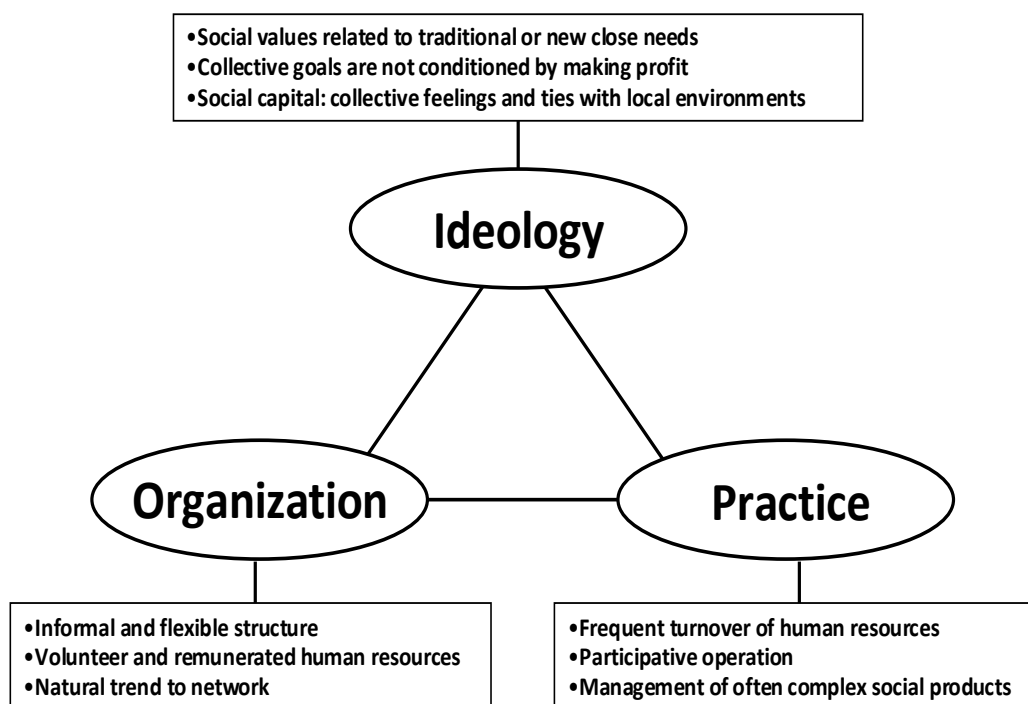 •Social values related to traditional or new close needs
•Collective goals are not conditioned by making profit
•Social capital: collective feelings and ties with local environments
Ideology
Organization
Practice
•Informal and flexible structure
•Volunteer and remunerated human resources
•Natural trend to network
•Frequent turnover of human resources
•Participative operation
•Management of often complex social products